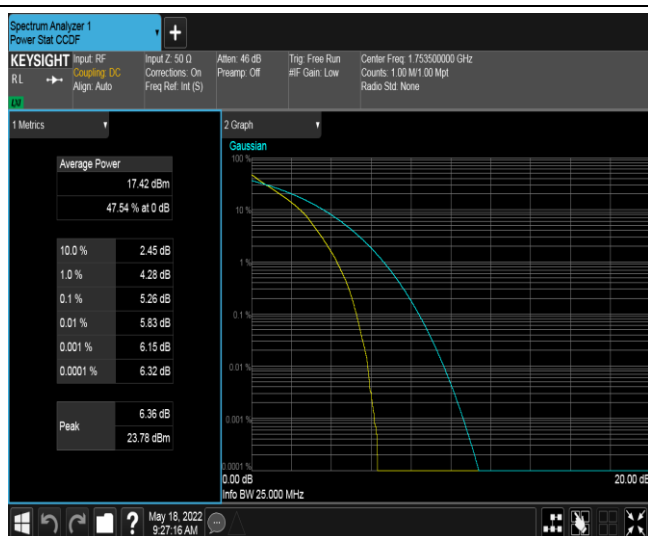 Spectrum Analyzer 1
Power Stat CCDF
+
KEYSIGHT
RL
Input: RF
Coupling: DC
Align: Auto
Input Z: 50 Ω
Corrections: On
Freq Ref: Int (S)
Atten: 46 dB
Preamp: Off
Trig: Free Run
#IF Gain: Low
Center Freq: 1.753500000 GHz
Counts: 1.00 M/1.00 Mpt
Radio Std: None
1 Metrics
Average Power
17.42 dBm
47.54 % at 0 dB
10.0 % 2.45 dB
1.0 % 4.28 dB
0.1 % 5.26 dB
0.01 % 5.83 dB
0.001 % 6.15 dB
0.0001 % 6.32 dB
Peak
6.36 dB
23.78 dBm
2 Graph
Gaussian
100 %
10 %
1 %
0.1 %
0.01 %
0.001 %
0.0001 %
0.00 dB
20.00 dB
Info BW 25.000 MHz
?
May 18, 2022
9:27:16 AM